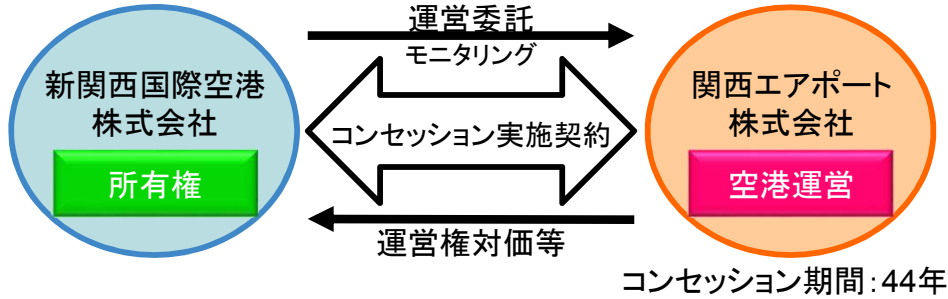 運営委託
モニタリング
新関西国際空港
株式会社
所有権
コンセッション実施契約
関西エアポート
株式会社
空港運営
運営権対価等
コンセッション期間:44年